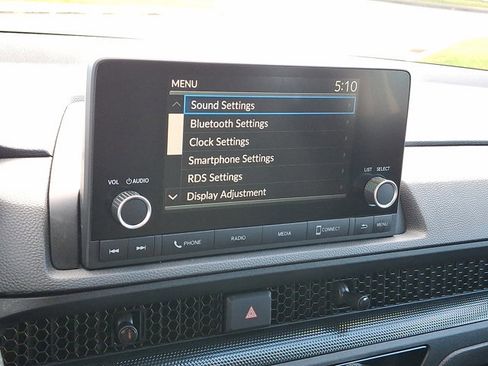 MENU 5:10
Sound Settings
Bluetooth Settings
Clock Settings
Smartphone Settings
RDS Settings
Display Adjustment
VOL AUDIO
LIST SELECT
PHONE RADIO MEDIA CONNECT MENU